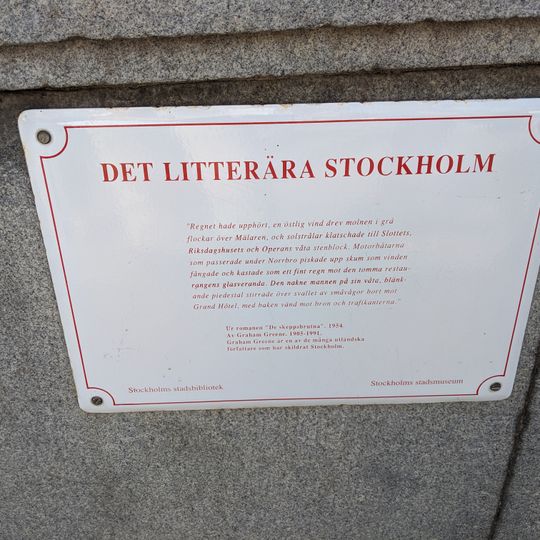 DET LITTERÄRA STOCKHOLM
"Regnet hade upphört, en östlig vind drev molnen i grå
flockar över Mälaren, och solstrålar klatschade till Slottets,
Riksdagshusets och Operans våta stenblock. Motorbåtarna
som passerade under Norrbro piskade upp skum som vinden
fångade och kastade som ett fint regn mot den tomma restau-
rangens glasveranda. Den nakne mannen på sin våta, blänk-
ande piedestal stirrade över svallet av småvågor bort mot
Grand Hôtel, med baken vänd mot bron och trafikanterna."
Ur romanen "De skeppsbrutna". 1934.
Av Graham Greene. 1905-1991.
Graham Greene är en av de många utländska
författare som har skildrat Stockholm.
Stockholms stadsbibliotek
Stockholms stadsmuseum